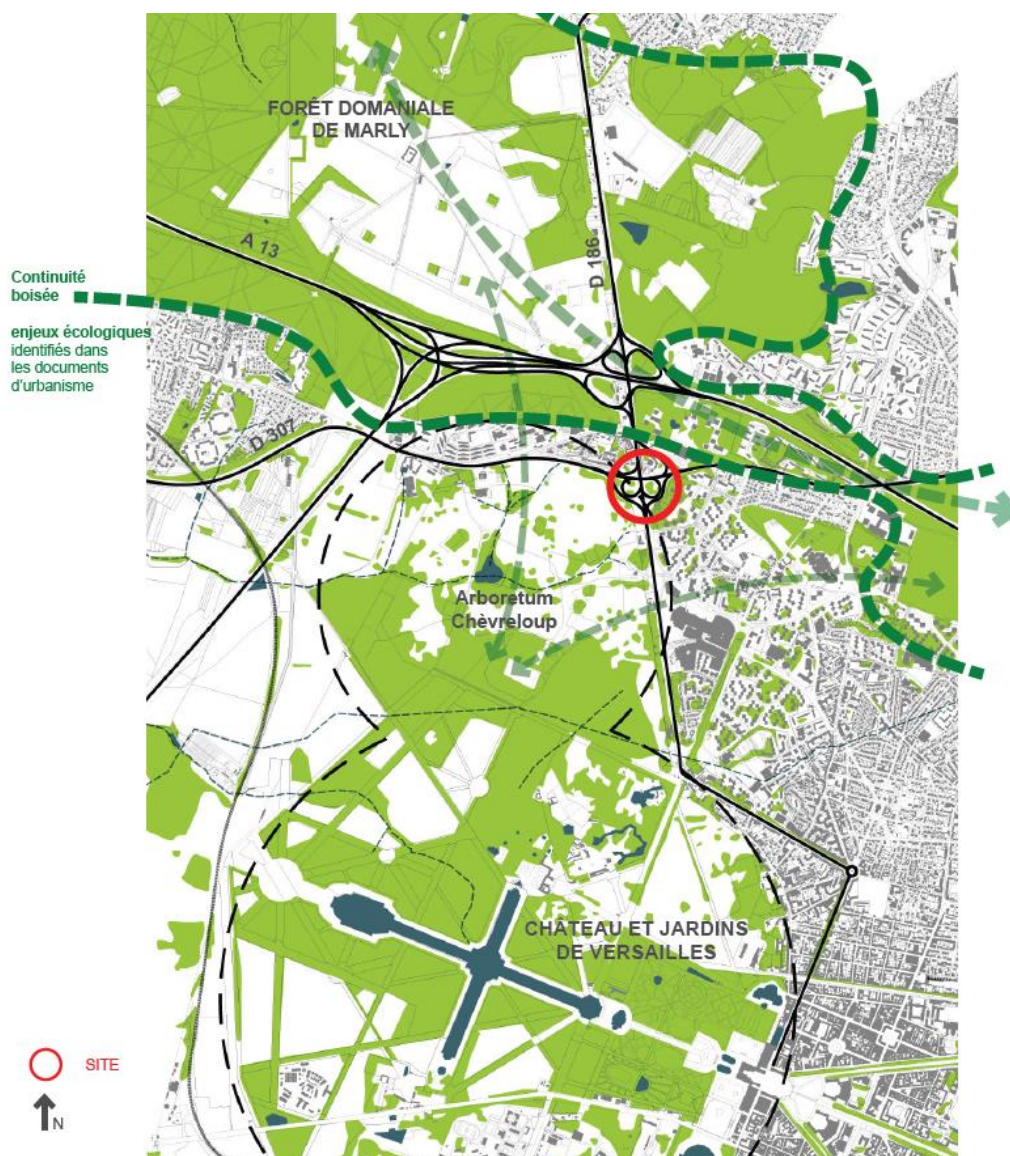 FORÊT DOMANIALE
DE MARLY
A 13
D 186
Continuité
boisée
enjeux écologiques
identifiés dans
les documents
d'urbanisme
D 307
Arboretum
Chèvreloup
CHÂTEAU ET JARDINS
DE VERSAILLES
SITE
N